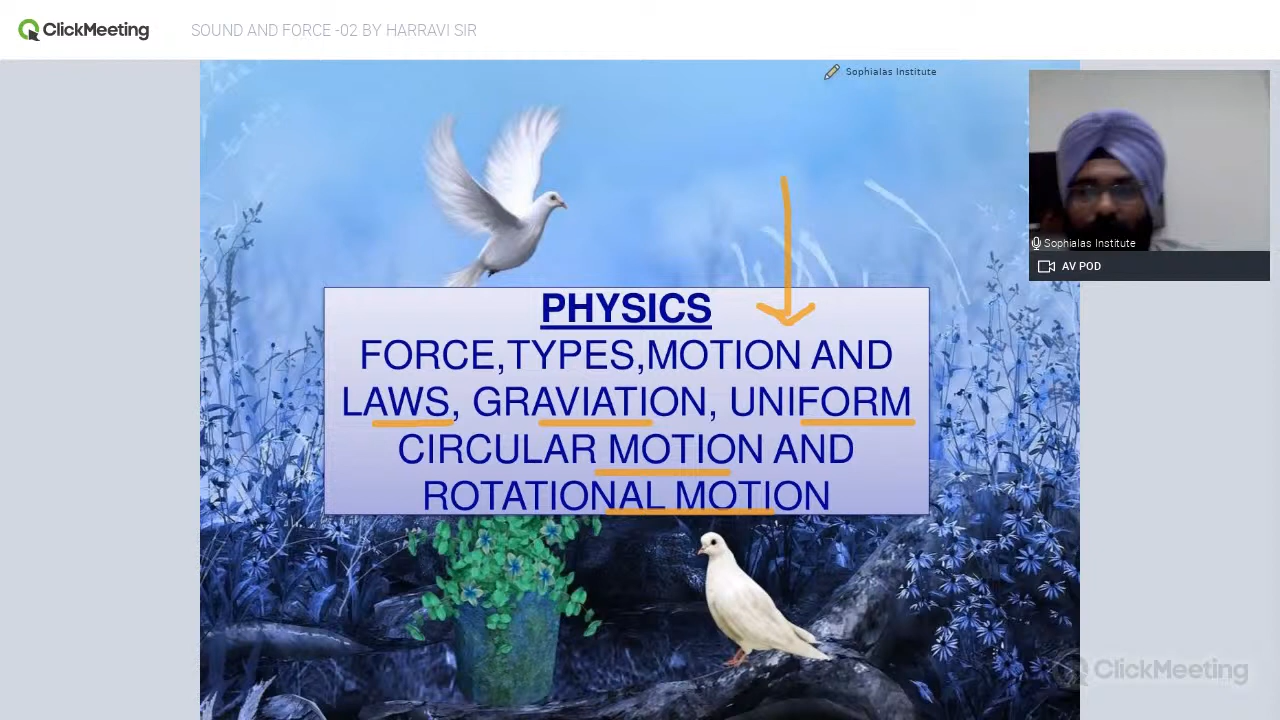 ClickMeeting
SOUND AND FORCE -02 BY HARRAVI SIR
Sophialas Institute
Sophialas Institute
AV POD
PHYSICS
FORCE,TYPES,MOTION AND
LAWS, GRAVIATION, UNIFORM
CIRCULAR MOTION AND
ROTATIONAL MOTION
ClickMeeting